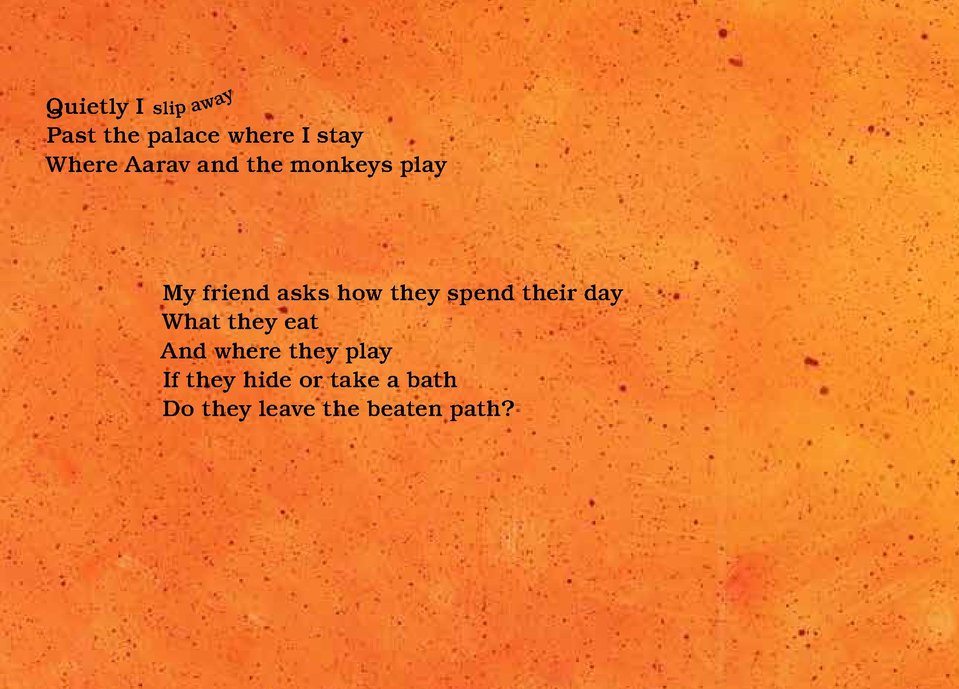 Quietly I slip away
Past the palace where I stay
Where Aarav and the monkeys play
My friend asks how they spend their day
What they eat
And where they play
If they hide or take a bath
Do they leave the beaten path?